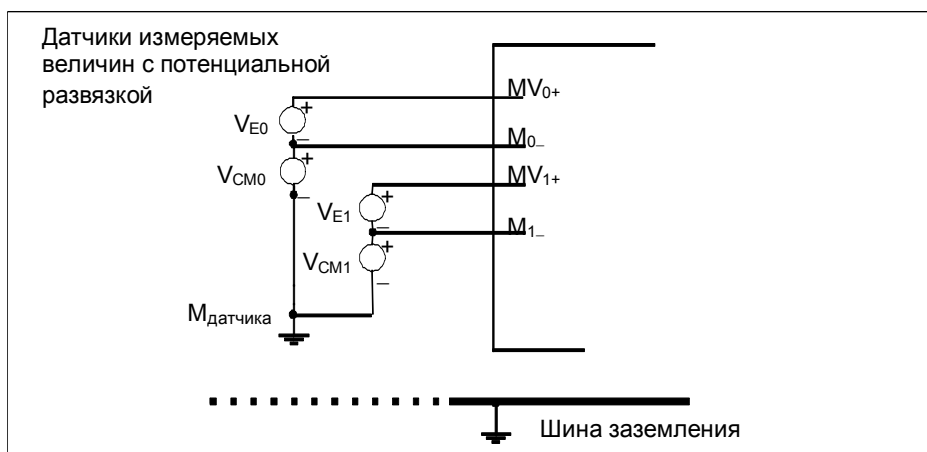 Датчики измеряемых
величин с потенциальной
развязкой
MV0+
+
VE0
–
M0–
+
VCM0
–
MV1+
+
VE1
–
M1–
+
VCM1
–
Mдатчика
Шина заземления